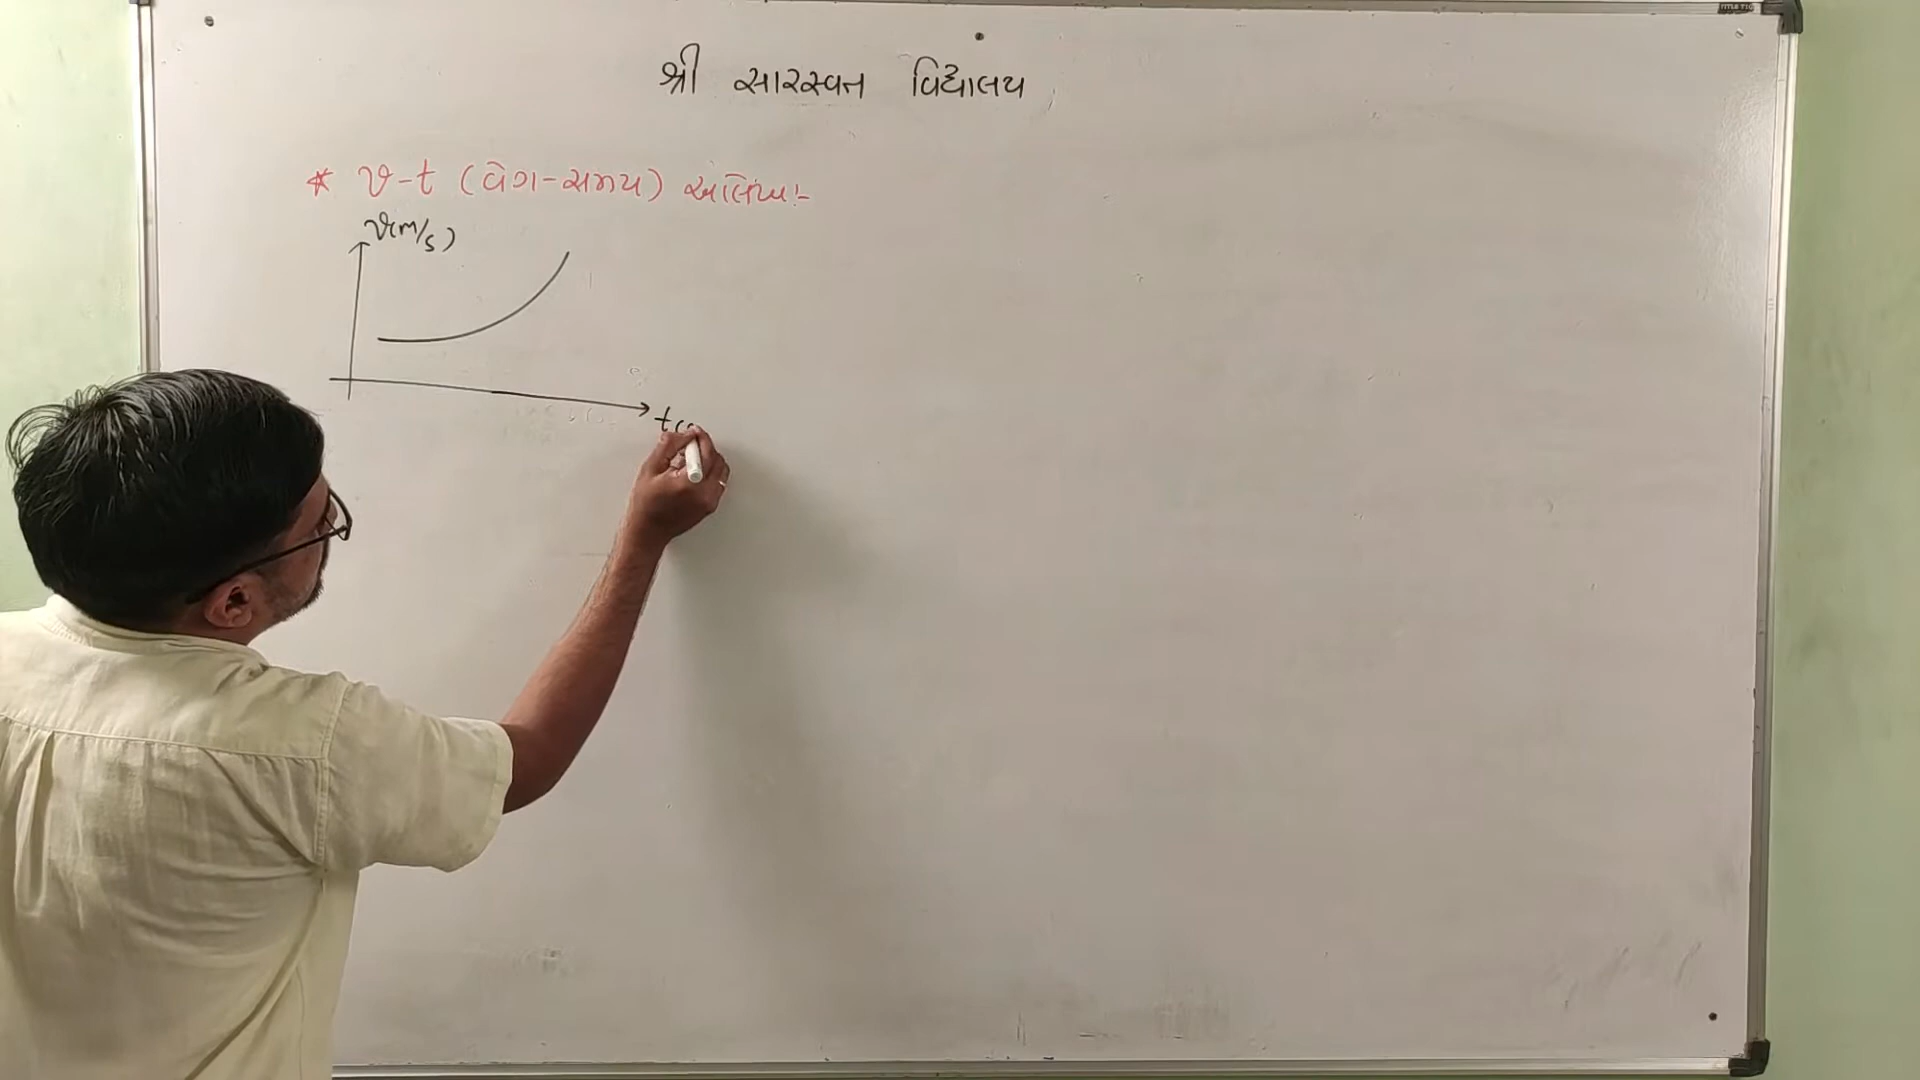 શ્રી સારસ્વત વિદ્યાલય
* v-t (વેગ-સમય) આલેખ:-
v(m/s)
t(s